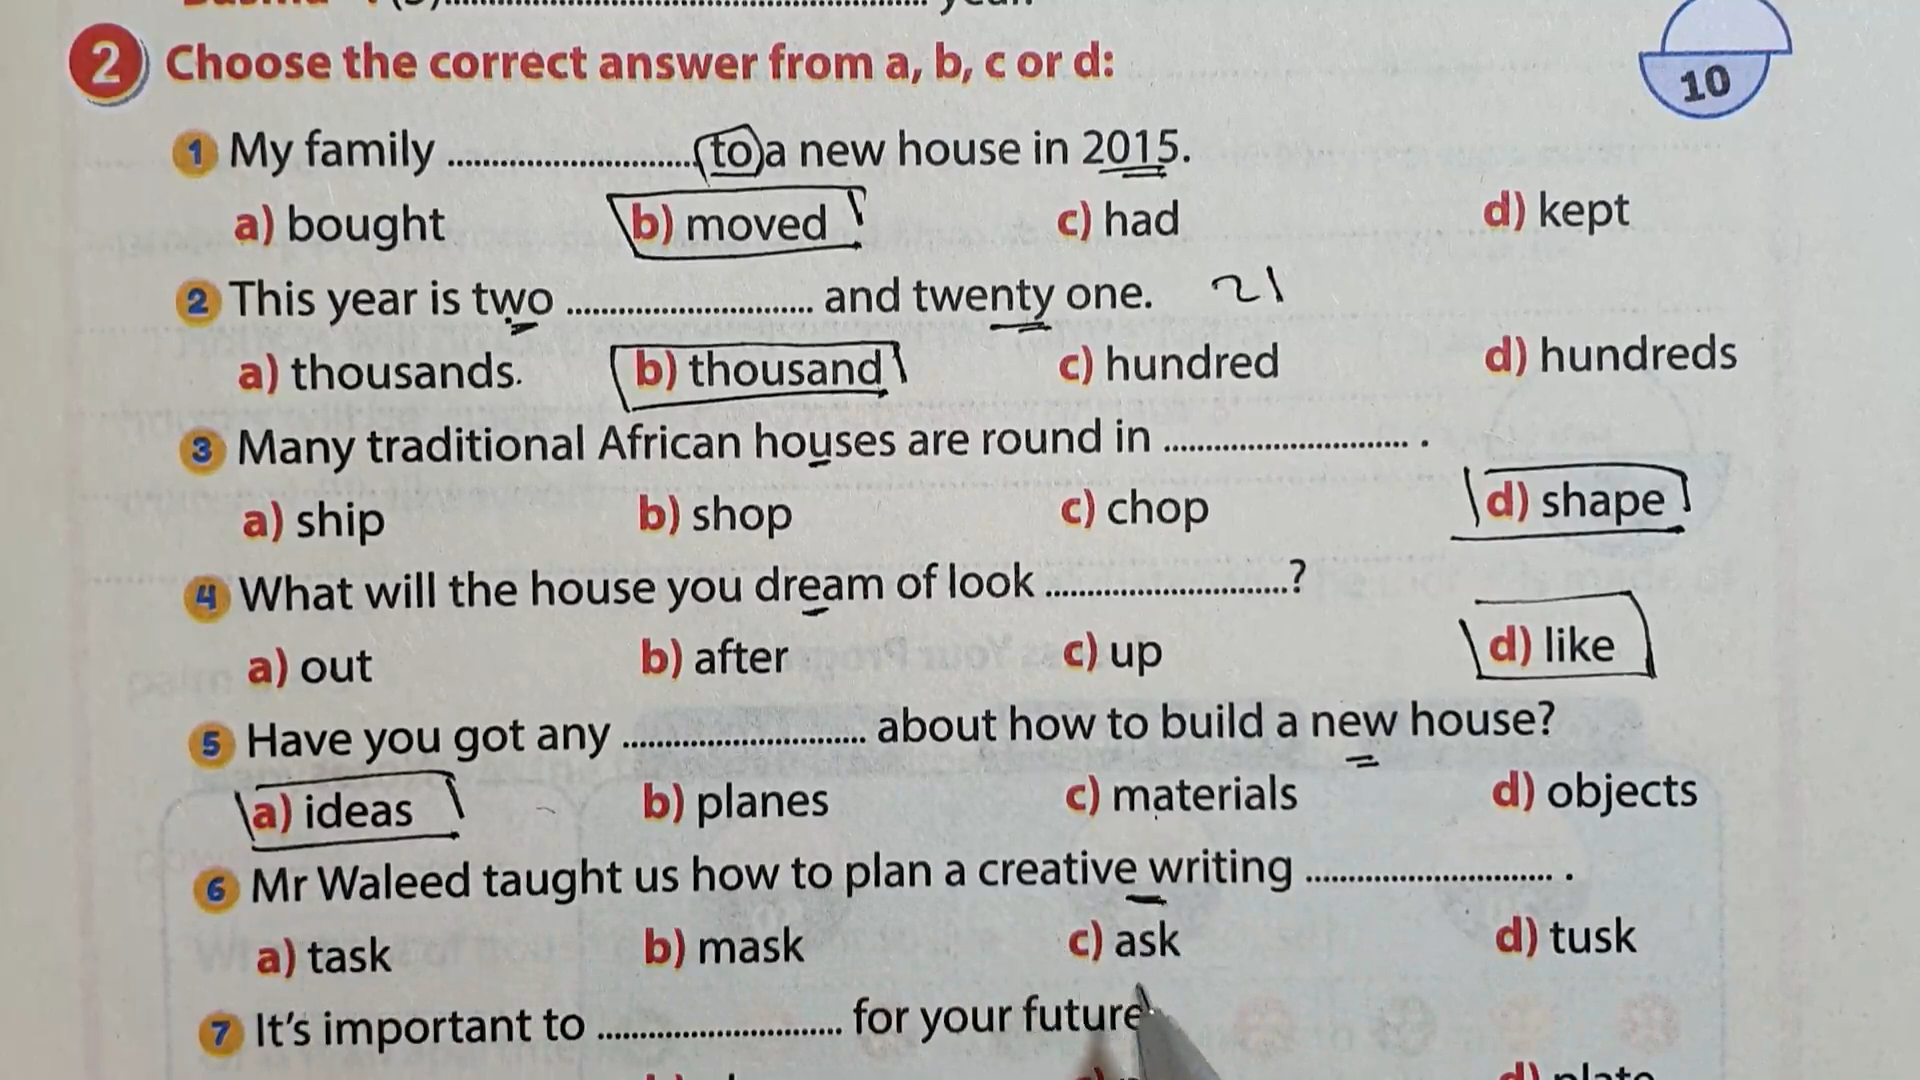 2 Choose the correct answer from a, b, c or d:
10
1 My family ........................... to a new house in 2015.
a) bought b) moved c) had d) kept
2 This year is two ........................... and twenty one. 21
a) thousands. b) thousand c) hundred d) hundreds
3 Many traditional African houses are round in ........................... .
a) ship b) shop c) chop d) shape
4 What will the house you dream of look ...........................?
a) out b) after c) up d) like
5 Have you got any ........................... about how to build a new house?
a) ideas b) planes c) materials d) objects
6 Mr Waleed taught us how to plan a creative writing ........................... .
a) task b) mask c) ask d) tusk
7 It's important to ........................... for your future